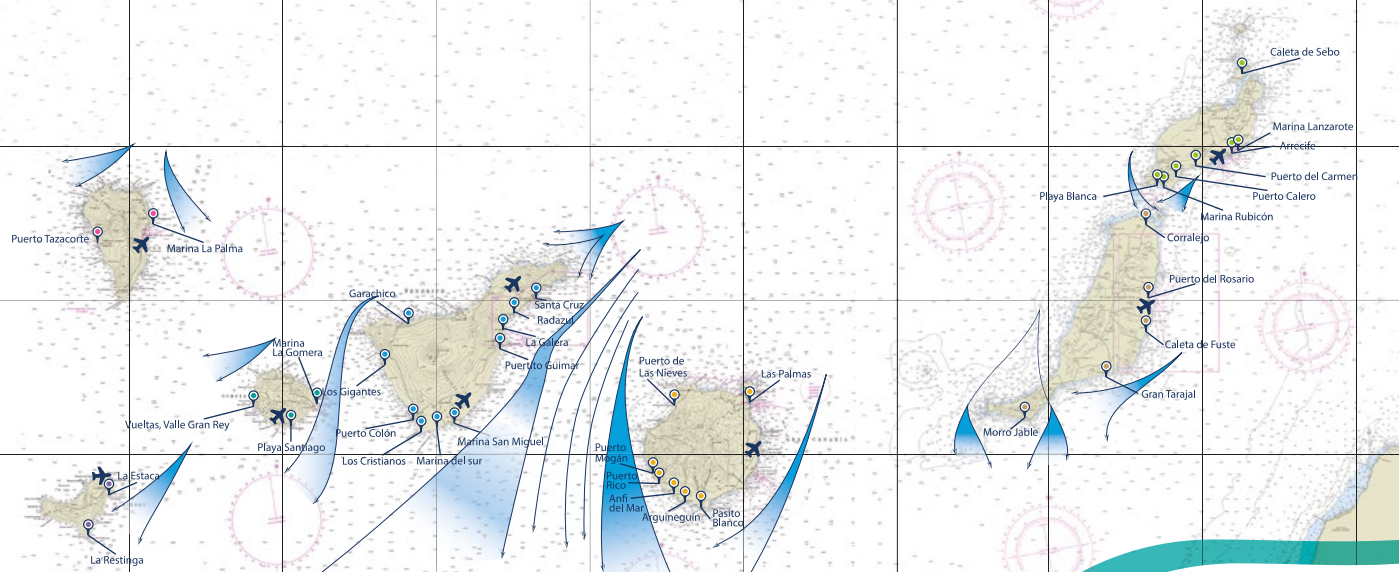 Caleta de Sebo
Marina Lanzarote
Arrecife
Puerto del Carmen
Puerto Calero
Playa Blanca
Marina Rubicón
Corralejo
Puerto Tazacorte
Marina La Palma
Puerto del Rosario
Garachico
Santa Cruz
Radazul
La Galera
Marina
La Gomera
Caleta de Fuste
Puertito Güimar
Puerto de
Las Nieves
Las Palmas
Los Gigantes
Gran Tarajal
Vueltas, Valle Gran Rey
Puerto Colón
Morro Jable
Marina San Miguel
Playa Santiago
Los Cristianos
Marina del sur
Puerto
Mogán
La Estaca
Puerto
Rico
Anfi
del Mar
Arguineguín
Pasito
Blanco
La Restinga